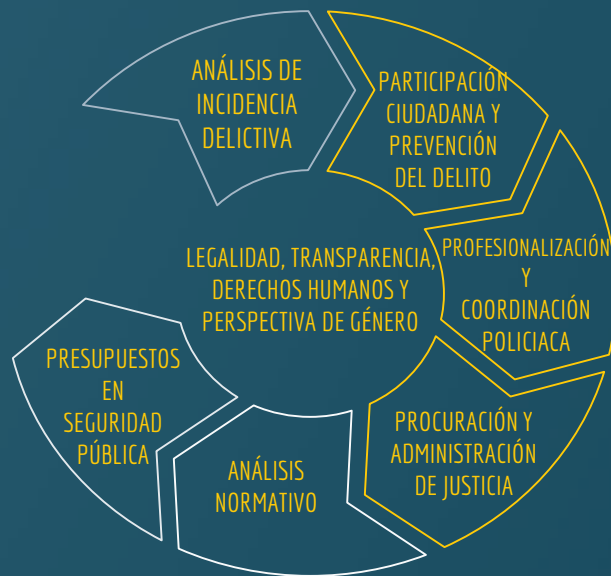 ANÁLISIS DE
INCIDENCIA
DELICTIVA
PARTICIPACIÓN
CIUDADANA Y
PREVENCIÓN
DEL DELITO
PROFESIONALIZACIÓN
Y
COORDINACIÓN
POLICIACA
PROCURACIÓN Y
ADMINISTRACIÓN
DE JUSTICIA
ANÁLISIS
NORMATIVO
PRESUPUESTOS
EN
SEGURIDAD
PÚBLICA
LEGALIDAD, TRANSPARENCIA,
DERECHOS HUMANOS Y
PERSPECTIVA DE GÉNERO